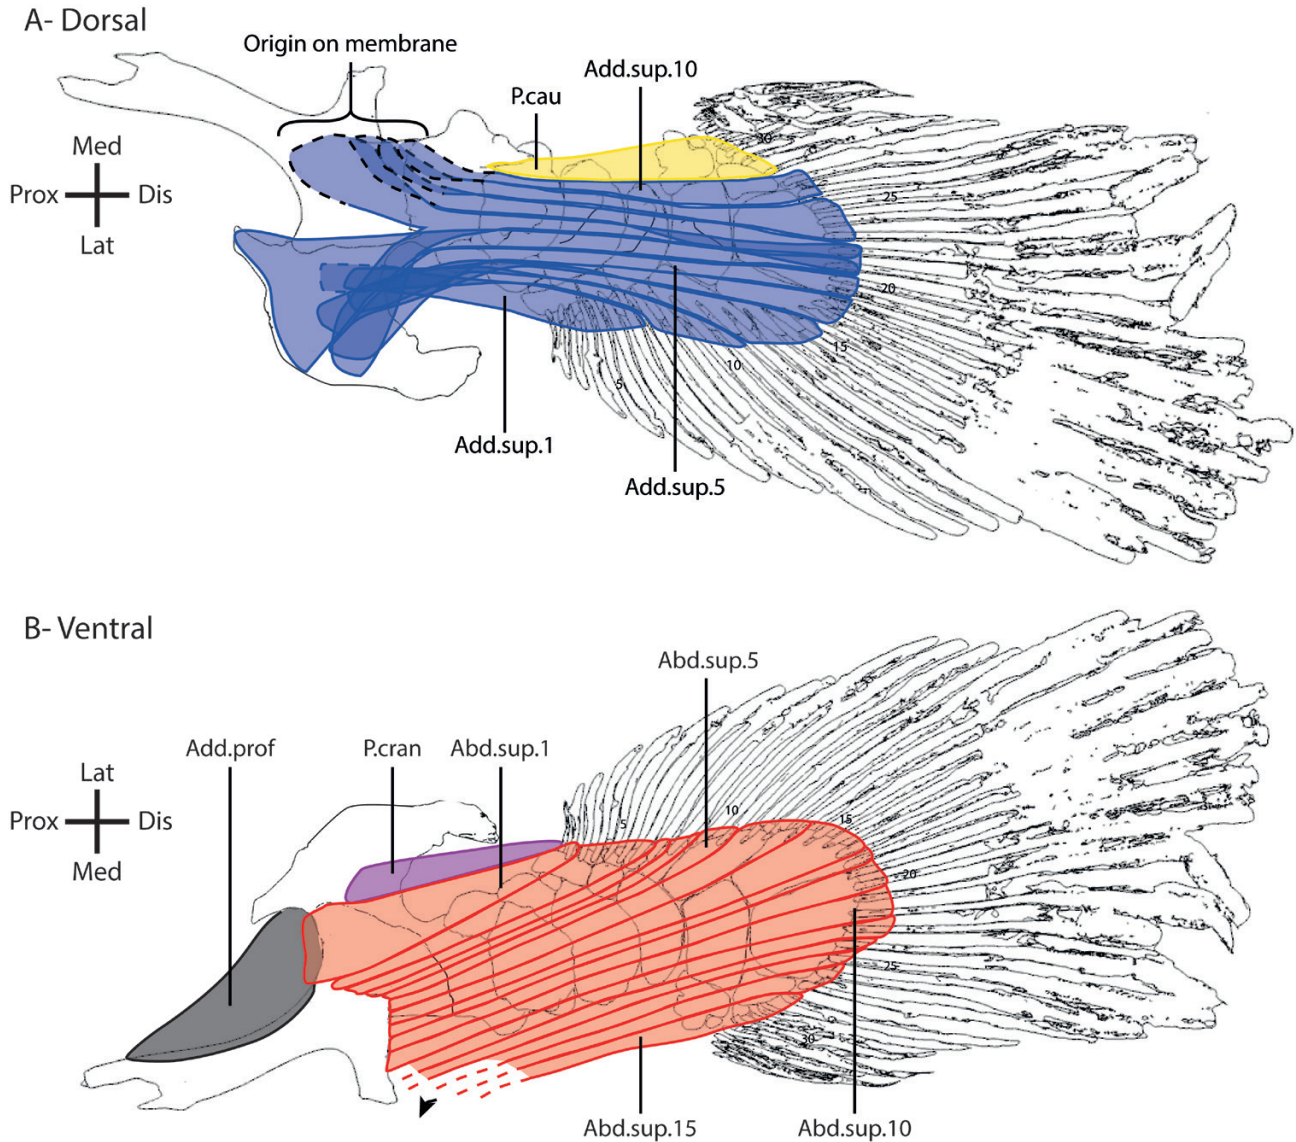 A- Dorsal
Origin on membrane
Add.sup.10
P.cau
Med
Prox
Dis
Lat
30
25
20
15
10
5
Add.sup.1
Add.sup.5
B- Ventral
Abd.sup.5
Add.prof
P.cran
Abd.sup.1
Lat
Prox
Dis
Med
5
10
15
20
25
30
Abd.sup.15
Abd.sup.10